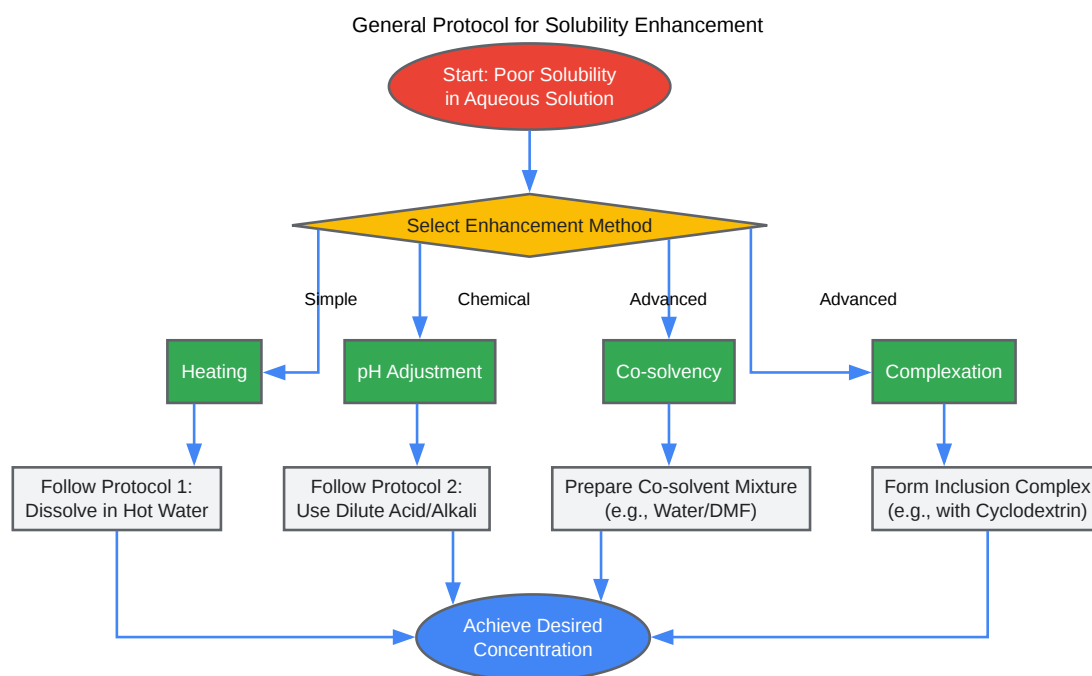 General Protocol for Solubility Enhancement
Start: Poor Solubility
in Aqueous Solution
Select Enhancement Method
Simple
Chemical
Advanced
Advanced
Heating
pH Adjustment
Co-solvency
Complexation
Follow Protocol 1:
Dissolve in Hot Water
Follow Protocol 2:
Use Dilute Acid/Alkali
Prepare Co-solvent Mixture
(e.g., Water/DMF)
Form Inclusion Complex
(e.g., with Cyclodextrin)
Achieve Desired
Concentration